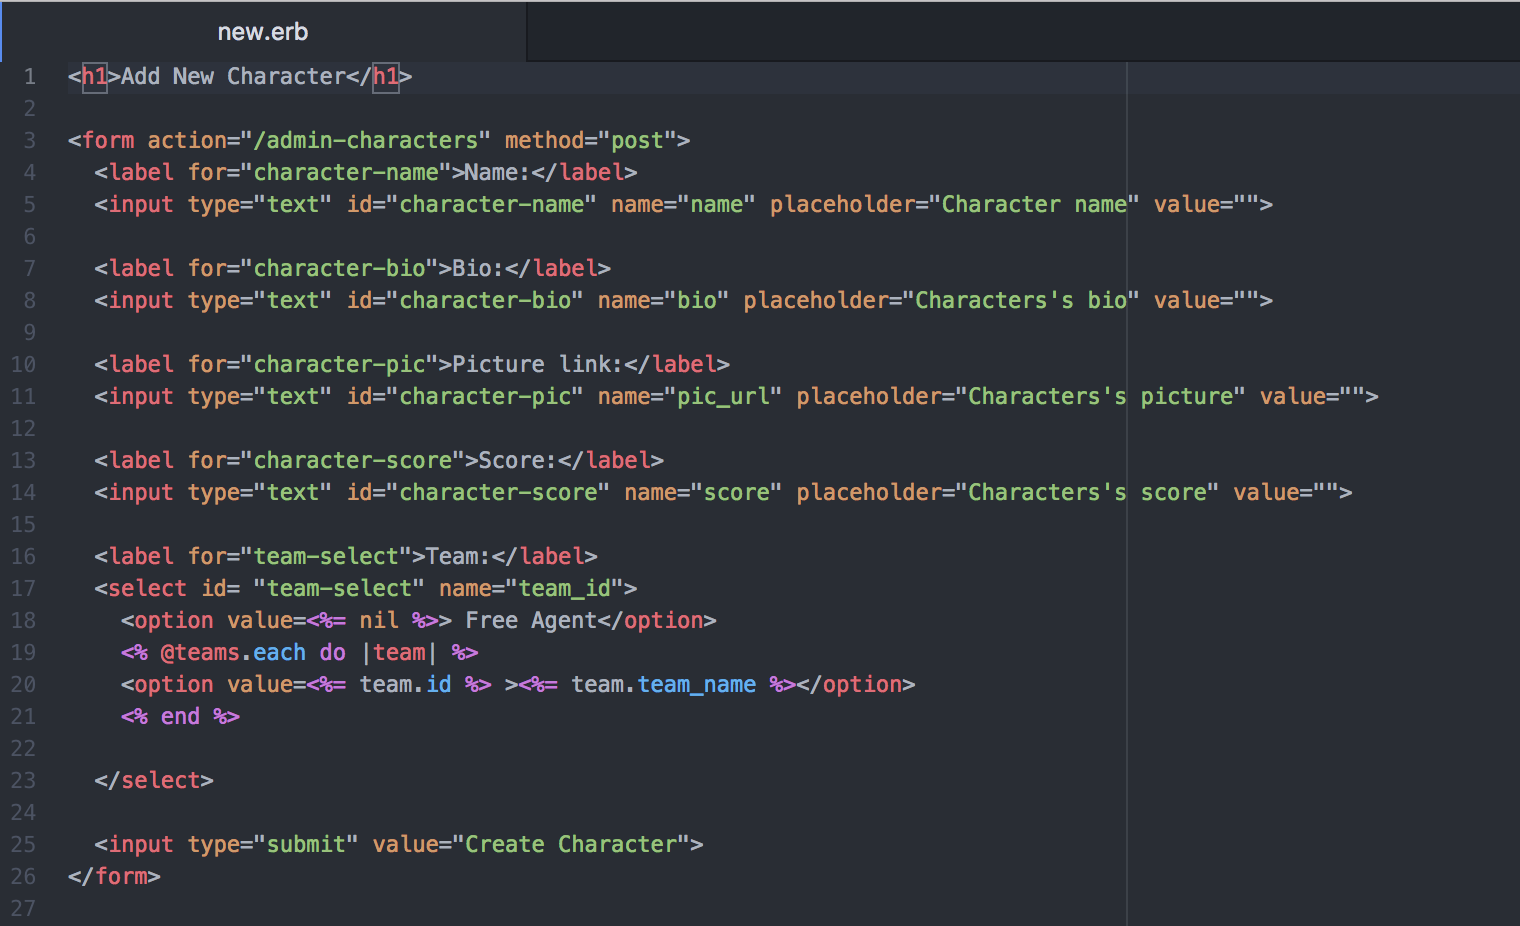 new.erb
1 <h1>Add New Character</h1>
2
3 <form action="/admin-characters" method="post">
4   <label for="character-name">Name:</label>
5   <input type="text" id="character-name" name="name" placeholder="Character name" value="">
6
7   <label for="character-bio">Bio:</label>
8   <input type="text" id="character-bio" name="bio" placeholder="Characters's bio" value="">
9
10   <label for="character-pic">Picture link:</label>
11   <input type="text" id="character-pic" name="pic_url" placeholder="Characters's picture" value="">
12
13   <label for="character-score">Score:</label>
14   <input type="text" id="character-score" name="score" placeholder="Characters's score" value="">
15
16   <label for="team-select">Team:</label>
17   <select id= "team-select" name="team_id">
18     <option value=<%= nil %>> Free Agent</option>
19     <% @teams.each do |team| %>
20     <option value=<%= team.id %> ><%= team.team_name %></option>
21     <% end %>
22
23   </select>
24
25   <input type="submit" value="Create Character">
26 </form>
27